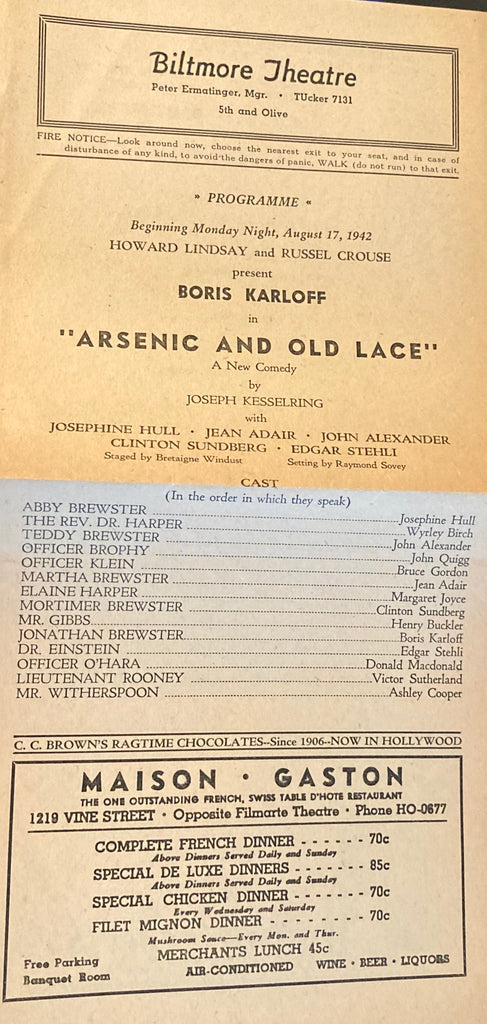 Biltmore Theatre
Peter Ermatinger, Mgr. • TUcker 7131
5th and Olive
FIRE NOTICE—Look around now, choose the nearest exit to your seat, and in case of
disturbance of any kind, to avoid the dangers of panic, WALK (do not run) to that exit.
» PROGRAMME «
Beginning Monday Night, August 17, 1942
HOWARD LINDSAY and RUSSEL CROUSE
present
BORIS KARLOFF
in
"ARSENIC AND OLD LACE"
A New Comedy
by
JOSEPH KESSELRING
with
JOSEPHINE HULL • JEAN ADAIR • JOHN ALEXANDER
CLINTON SUNDBERG • EDGAR STEHLI
Staged by Bretaigne Windust Setting by Raymond Sovey
CAST
(In the order in which they speak)
ABBY BREWSTER ........ Josephine Hull
THE REV. DR. HARPER ........ Wyrley Birch
TEDDY BREWSTER ........ John Alexander
OFFICER BROPHY ........ John Quigg
OFFICER KLEIN ........ Bruce Gordon
MARTHA BREWSTER ........ Jean Adair
ELAINE HARPER ........ Margaret Joyce
MORTIMER BREWSTER ........ Clinton Sundberg
MR. GIBBS ........ Henry Buckler
JONATHAN BREWSTER ........ Boris Karloff
DR. EINSTEIN ........ Edgar Stehli
OFFICER O'HARA ........ Donald Macdonald
LIEUTENANT ROONEY ........ Victor Sutherland
MR. WITHERSPOON ........ Ashley Cooper
C. C. BROWN'S RAGTIME CHOCOLATES--Since 1906--NOW IN HOLLYWOOD
MAISON • GASTON
THE ONE OUTSTANDING FRENCH, SWISS TABLE D'HOTE RESTAURANT
1219 VINE STREET • Opposite Filmarte Theatre • Phone HO-0677
COMPLETE FRENCH DINNER - - - - - - 70c
Above Dinners Served Daily and Sunday
SPECIAL DE LUXE DINNERS - - - - - - 85c
Above Dinners Served Daily and Sunday
SPECIAL CHICKEN DINNER - - - - - - 70c
Every Wednesday and Saturday
FILET MIGNON DINNER - - - - - - - - 70c
Mushroom Sauce—Every Mon. and Thur.
MERCHANTS LUNCH 45c
Free Parking
Banquet Room
AIR-CONDITIONED WINE • BEER • LIQUORS